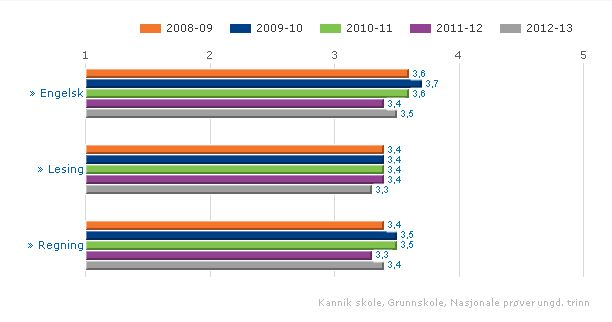 2008-09 2009-10 2010-11 2011-12 2012-13
1 2 3 4 5
3,6
3,7
» Engelsk 3,6
3,4
3,5
3,4
3,4
» Lesing 3,4
3,4
3,3
3,4
3,5
» Regning 3,5
3,3
3,4
Kannik skole, Grunnskole, Nasjonale prøver ungd. trinn